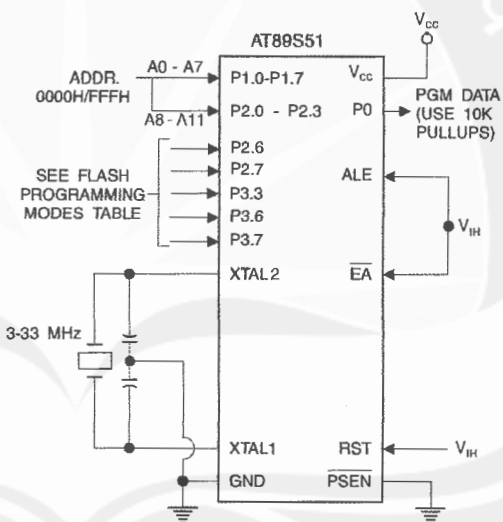 AT89S51
VCC
ADDR.
0000H/FFFH
A0 - A7
P1.0-P1.7
VCC
A8 - A11
P2.0 - P2.3
P0
PGM DATA
(USE 10K
PULLUPS)
SEE FLASH
PROGRAMMING
MODES TABLE
P2.6
P2.7
P3.3
P3.6
P3.7
ALE
VIH
EA
XTAL2
3-33 MHz
XTAL1
RST
VIH
GND
PSEN